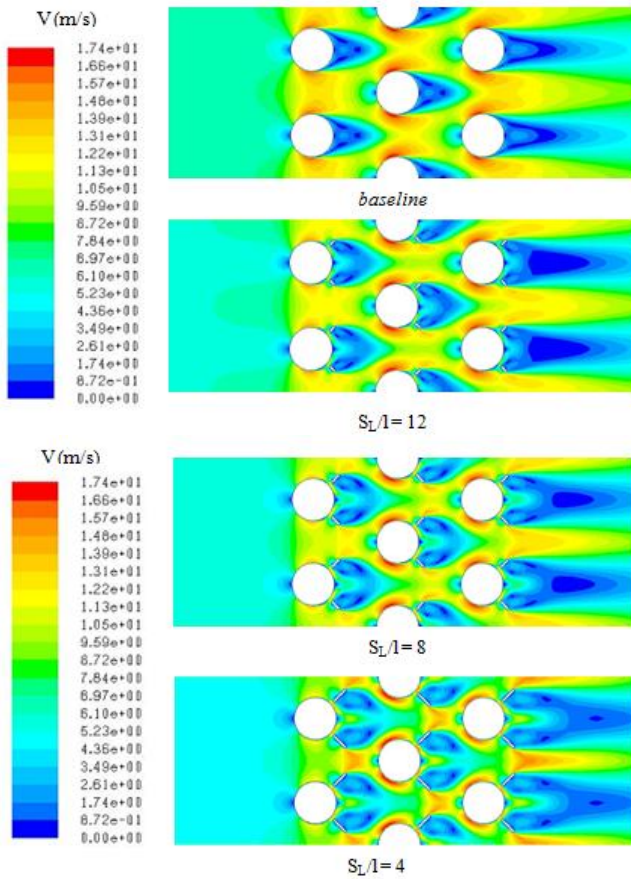 V(m/s)
1.74e+01
1.66e+01
1.57e+01
1.48e+01
1.39e+01
1.31e+01
1.22e+01
1.13e+01
1.05e+01
9.59e+00
8.72e+00
7.84e+00
6.97e+00
6.10e+00
5.23e+00
4.36e+00
3.49e+00
2.61e+00
1.74e+00
8.72e-01
0.00e+00
baseline
S_L/l = 12
V(m/s)
1.74e+01
1.66e+01
1.57e+01
1.48e+01
1.39e+01
1.31e+01
1.22e+01
1.13e+01
1.05e+01
9.59e+00
8.72e+00
7.84e+00
6.97e+00
6.10e+00
5.23e+00
4.36e+00
3.49e+00
2.61e+00
1.74e+00
8.72e-01
0.00e+00
S_L/l = 8
S_L/l = 4